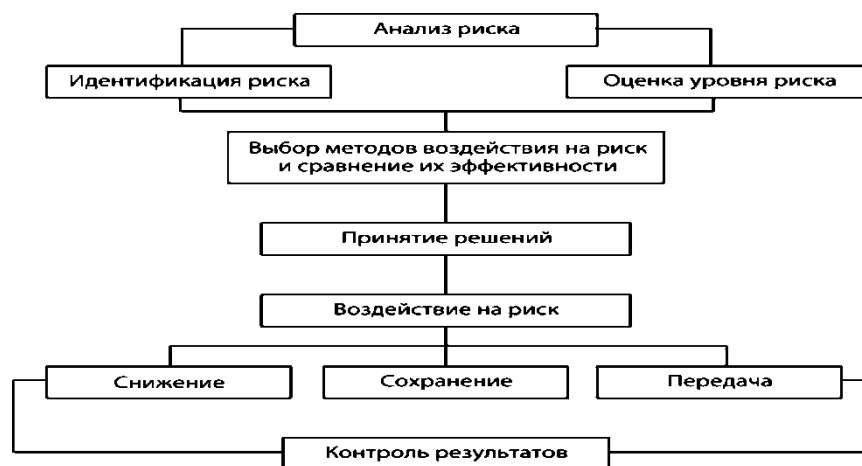 Анализ риска
Идентификация риска
Оценка уровня риска
Выбор методов воздействия на риск
и сравнение их эффективности
Принятие решений
Воздействие на риск
Снижение
Сохранение
Передача
Контроль результатов